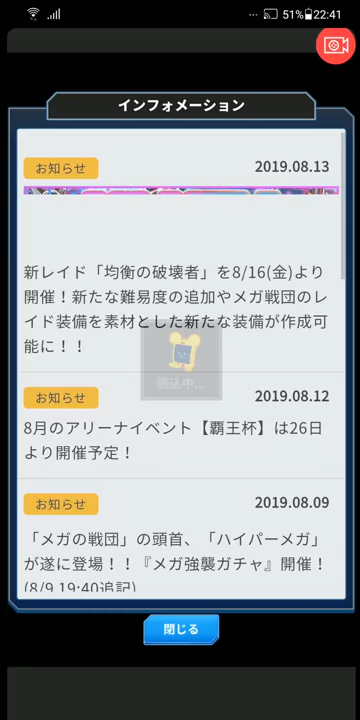 51% 22:41
インフォメーション
お知らせ 2019.08.13
新レイド「均衡の破壊者」を8/16(金)より
開催！新たな難易度の追加やメガ戦団のレ
イド装備を素材とした新たな装備が作成可
能に！！
読込中...
お知らせ 2019.08.12
8月のアリーナイベント【覇王杯】は26日
より開催予定！
お知らせ 2019.08.09
「メガの戦団」の頭首、「ハイパーメガ」
が遂に登場！！『メガ強襲ガチャ』開催！
(8/9 19:40追記)
閉じる